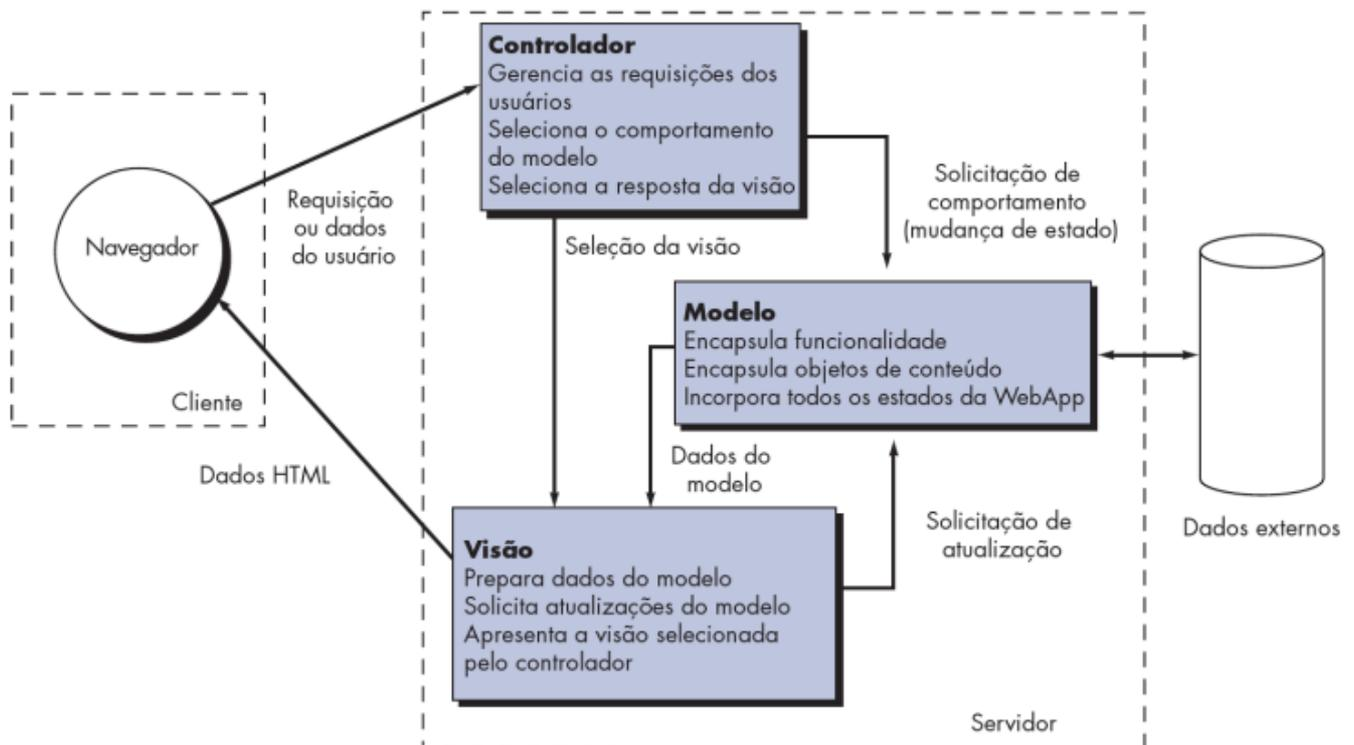 Controlador
Gerencia as requisições dos
usuários
Seleciona o comportamento
do modelo
Seleciona a resposta da visão
Requisição
ou dados
do usuário
Navegador
Cliente
Seleção da visão
Solicitação de
comportamento
(mudança de estado)
Modelo
Encapsula funcionalidade
Encapsula objetos de conteúdo
Incorpora todos os estados da WebApp
Dados HTML
Dados do
modelo
Solicitação de
atualização
Dados externos
Visão
Prepara dados do modelo
Solicita atualizações do modelo
Apresenta a visão selecionada
pelo controlador
Servidor